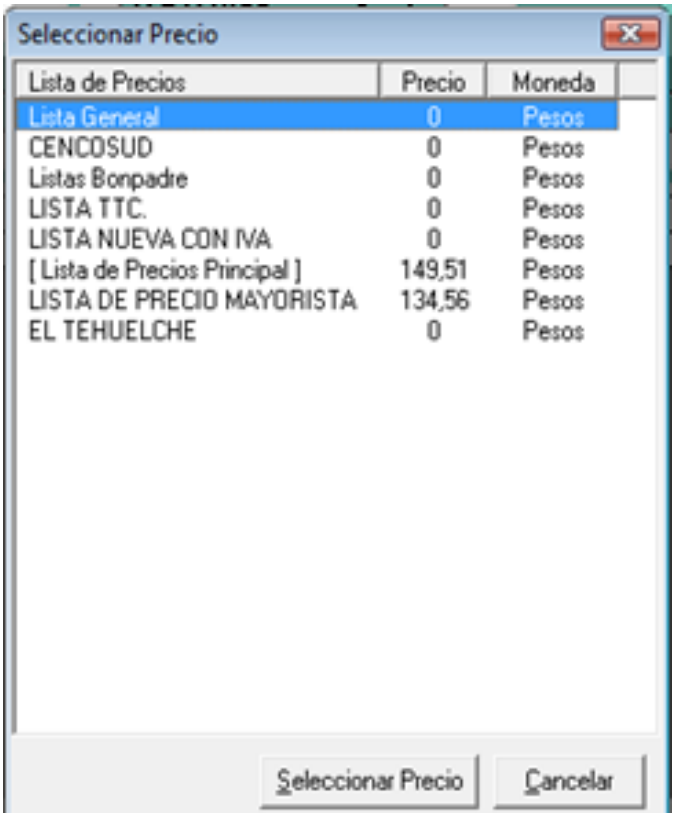 Seleccionar Precio
Lista de Precios Precio Moneda
Lista General 0 Pesos
CENCOSUD 0 Pesos
Listas Bonpadre 0 Pesos
LISTA TTC. 0 Pesos
LISTA NUEVA CON IVA 0 Pesos
[ Lista de Precios Principal ] 149,51 Pesos
LISTA DE PRECIO MAYORISTA 134,56 Pesos
EL TEHUELCHE 0 Pesos
Seleccionar Precio Cancelar